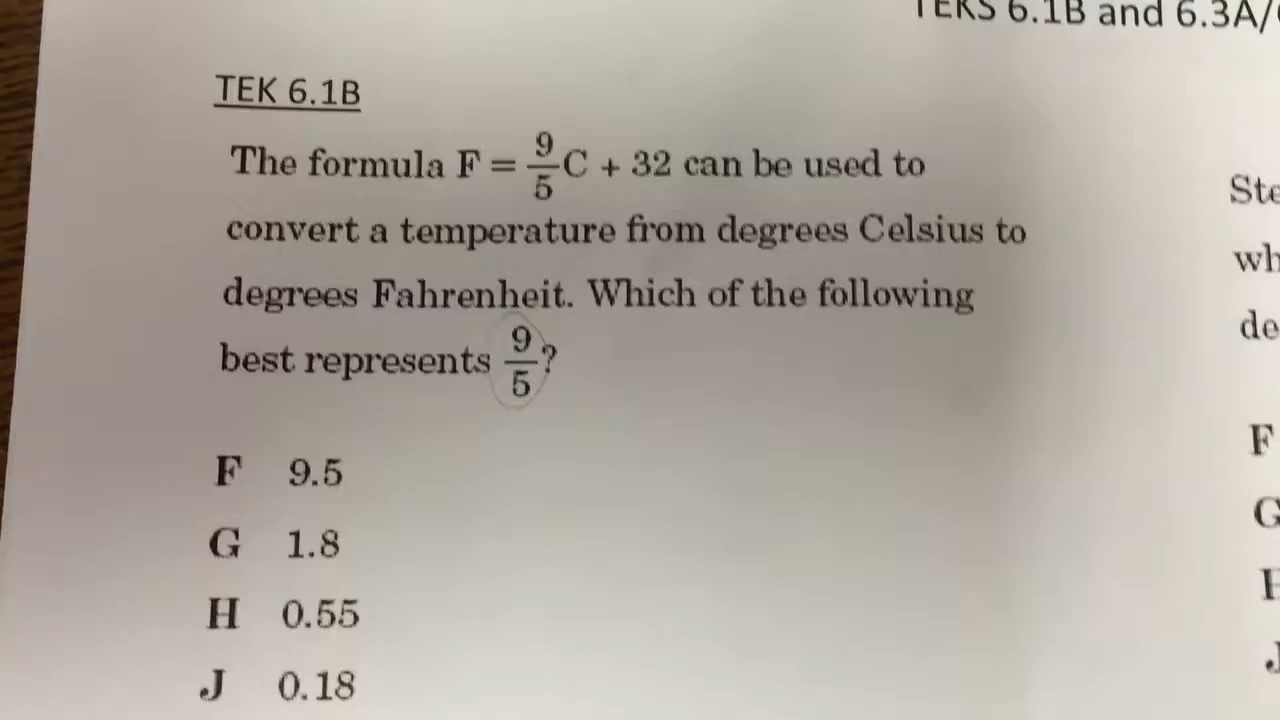 TEKS 6.1B and 6.3A/
TEK 6.1B
The formula F = 9/5 C + 32 can be used to
convert a temperature from degrees Celsius to
degrees Fahrenheit. Which of the following
best represents 9/5?
F 9.5
G 1.8
H 0.55
J 0.18
Ste
wh
de
F
G
J